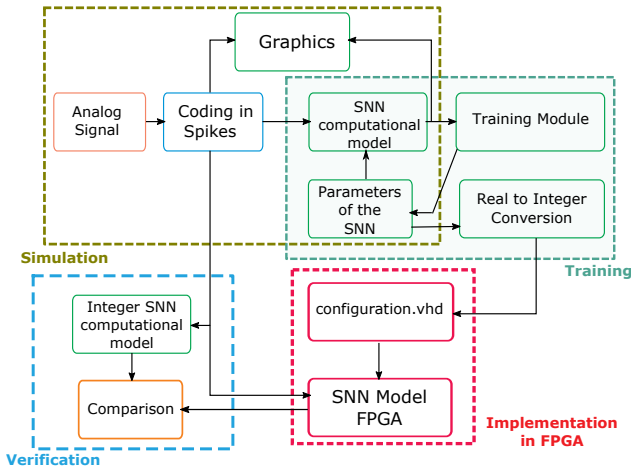 Graphics
Analog
Signal
Coding in
Spikes
SNN
computational
model
Training Module
Parameters
of the
SNN
Real to Integer
Conversion
Simulation
Training
Integer SNN
computational
model
configuration.vhd
Comparison
SNN Model
FPGA
Implementation
in FPGA
Verification